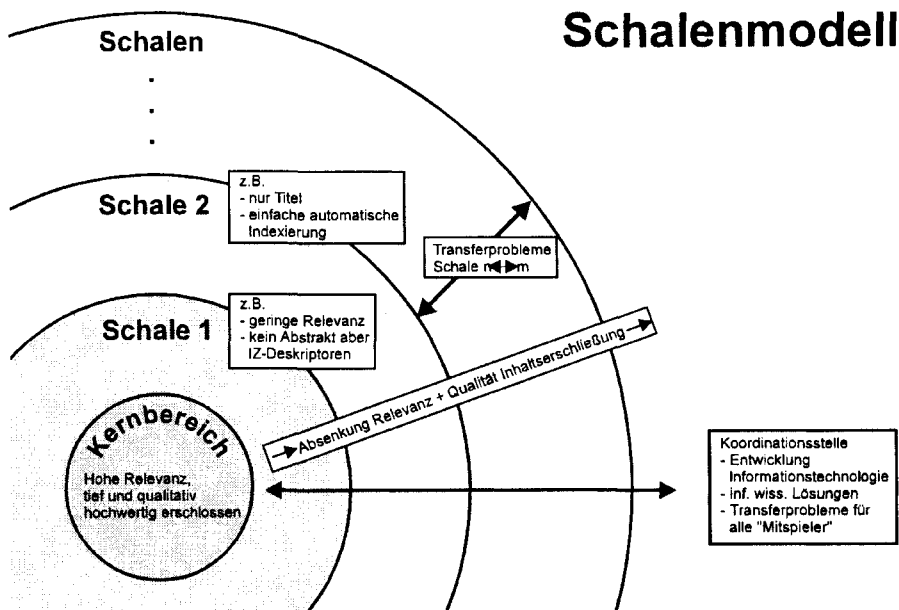 Schalenmodell
Schalen
.
.
.
Schale 2
z.B.
- nur Titel
- einfache automatische
Indexierung
Transferprobleme
Schale n m
Schale 1
z.B.
- geringe Relevanz
- kein Abstrakt aber
IZ-Deskriptoren
Absenkung Relevanz + Qualität Inhaltserschließung
Kernbereich
Hohe Relevanz,
tief und qualitativ
hochwertig erschlossen
Koordinationsstelle
- Entwicklung
Informationstechnologie
- inf. wiss. Lösungen
- Transferprobleme für
alle "Mitspieler"